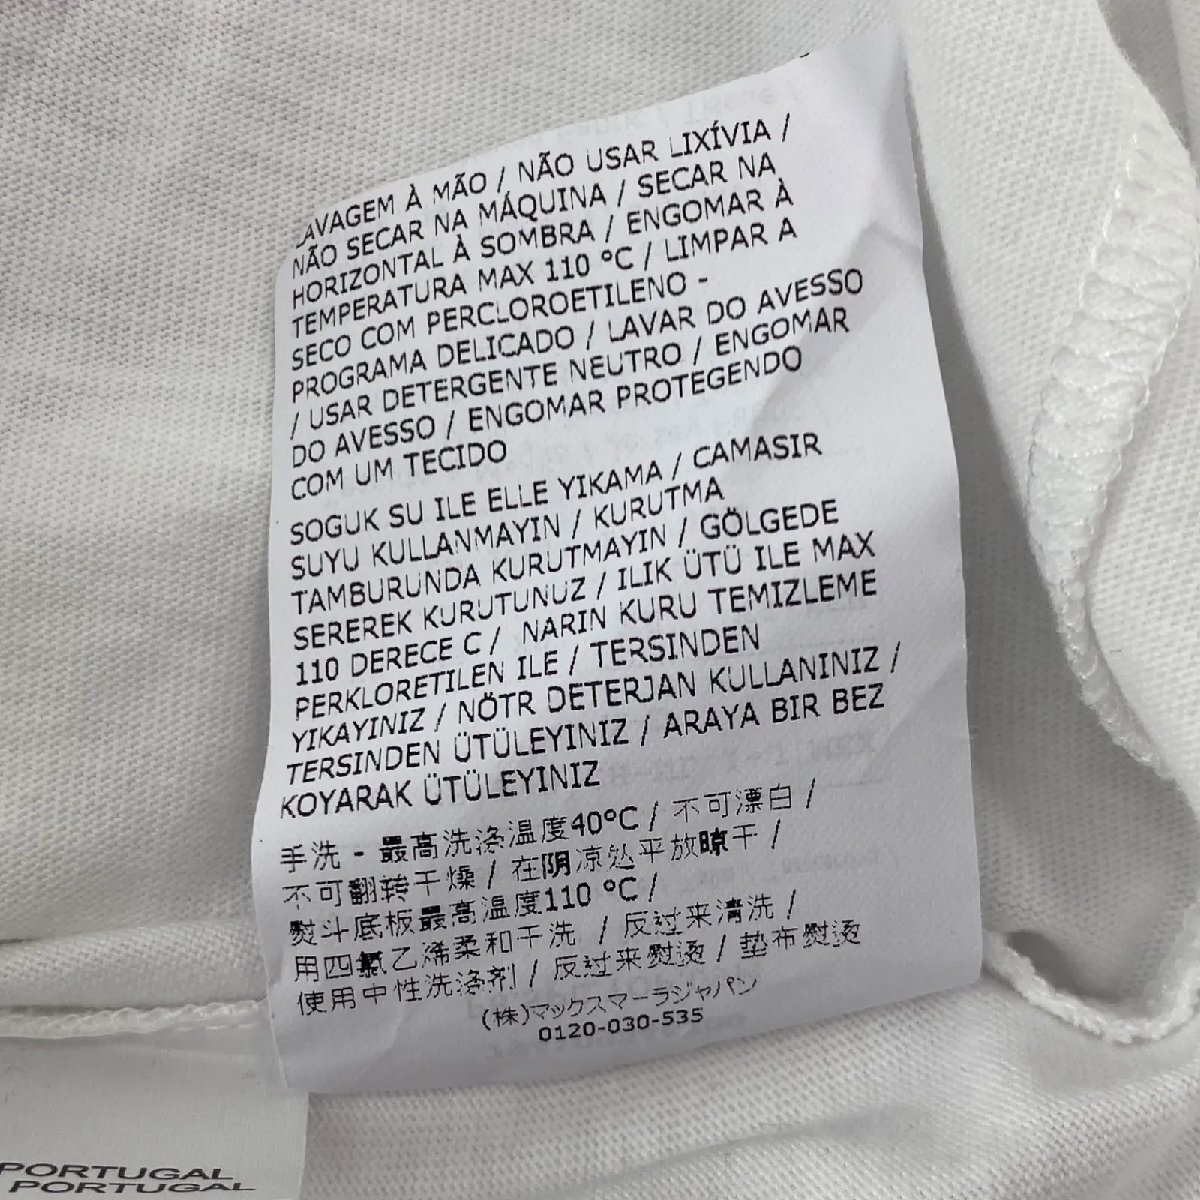 LAVAGEM À MÃO / NÃO USAR LIXÍVIA /
NÃO SECAR NA MÁQUINA / SECAR NA
HORIZONTAL À SOMBRA / ENGOMAR À
TEMPERATURA MAX 110 °C / LIMPAR A
SECO COM PERCLOROETILENO -
PROGRAMA DELICADO / LAVAR DO AVESSO
/ USAR DETERGENTE NEUTRO / ENGOMAR
DO AVESSO / ENGOMAR PROTEGENDO
COM UM TECIDO
SOGUK SU ILE ELLE YIKAMA / CAMASIR
SUYU KULLANMAYIN / KURUTMA
TAMBURUNDA KURUTMAYIN / GÖLGEDE
SEREREK KURUTUNUZ / ILIK ÜTÜ ILE MAX
110 DERECE C / NARIN KURU TEMIZLEME
PERKLORETILEN ILE / TERSINDEN
YIKAYINIZ / NÖTR DETERJAN KULLANINIZ /
TERSINDEN ÜTÜLEYINIZ / ARAYA BIR BEZ
KOYARAK ÜTÜLEYINIZ
手洗 - 最高洗涤温度40°C / 不可漂白 /
不可翻转干燥 / 在阴凉处平放晾干 /
熨斗底板最高温度110 °C /
用四氯乙烯柔和干洗 / 反过来清洗 /
使用中性洗涤剂 / 反过来熨烫 / 垫布熨烫
(株)マックスマーラジャパン
0120-030-535
PORTUGAL
PORTUGAL